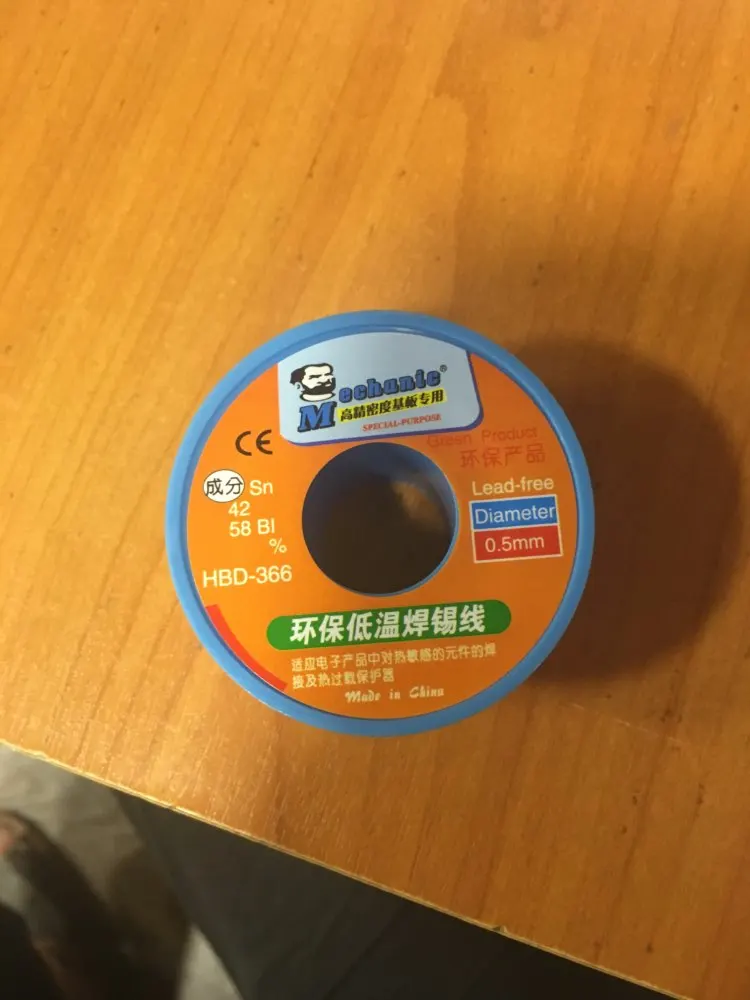 Mechanic®
高精密度基板专用
SPECIAL-PURPOSE
Green Product
环保产品
CE
成分 Sn
42
58 BI
%
HBD-366
Lead-free
Diameter
0.5mm
环保低温焊锡线
适应电子产品中对热敏感的元件的焊
接及热过载保护器
Made in China